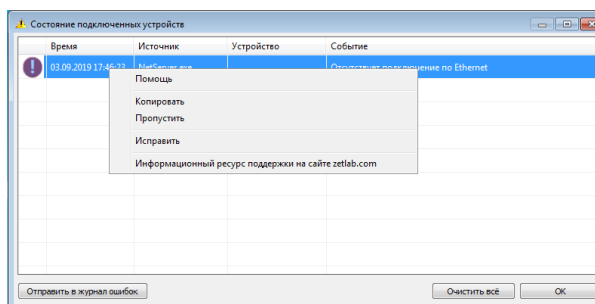 Состояние подключенных устройств
Время Источник Устройство Событие
03.09.2019 17:46:23 NetServer.exe Отсутствует подключение по Ethernet
Помощь
Копировать
Пропустить
Исправить
Информационный ресурс поддержки на сайте zetlab.com
Отправить в журнал ошибок Очистить всё OK